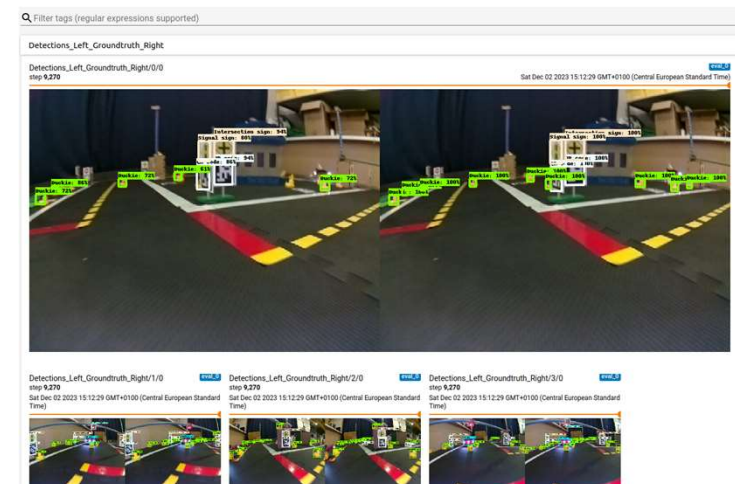 Filter tags (regular expressions supported)
Detections_Left_Groundtruth_Right
Detections_Left_Groundtruth_Right/0/0
eval_0
step 9,270
Sat Dec 02 2023 15:12:29 GMT+0100 (Central European Standard Time)
Intersection sign: 94%
Signal sign: 80%
94%
Duckie: 61%
Duckie: 72%
Duckie: 72%
Duckie: 86%
Duckie: 72%
Intersection sign: 100%
Signal sign: 100%
100%
Duckie: 100%
Duckie: 100%
Duckie: 100%
Duckie: 100%
Duckie: 100%
Detections_Left_Groundtruth_Right/1/0
eval_0
step 9,270
Sat Dec 02 2023 15:12:29 GMT+0100 (Central European Standard
Time)
Detections_Left_Groundtruth_Right/2/0
eval_0
step 9,270
Sat Dec 02 2023 15:12:29 GMT+0100 (Central European Standard
Time)
Detections_Left_Groundtruth_Right/3/0
eval_0
step 9,270
Sat Dec 02 2023 15:12:29 GMT+0100 (Central European Standard
Time)